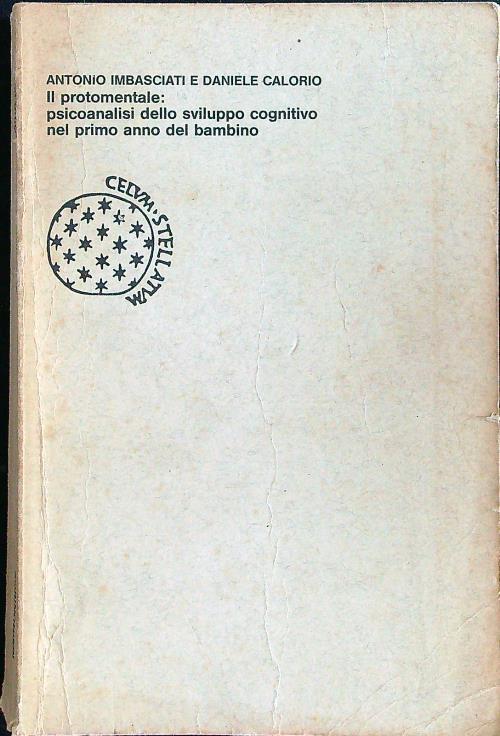 ANTONIO IMBASCIATI E DANIELE CALORIO
Il protomentale:
psicoanalisi dello sviluppo cognitivo
nel primo anno del bambino
CELVM·STELLATVM